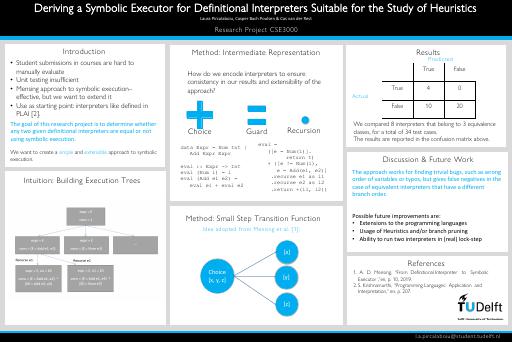 Deriving a Symbolic Executor for Definitional Interpreters Suitable for the Study of Heuristics
Laura Pircalaboiu, Casper Bach Poulsen & Cas van der Rest
Research Project CSE3000
Introduction
Student submissions in courses are hard to
manually evaluate
Unit testing insufficient
Mensing approach to symbolic execution–
effective, but we want to extend it
Use as starting point: interpreters like defined in
PLAI [2].
The goal of this research project is to determine whether
any two given definitional interpreters are equal or not
using symbolic execution.
We want to create a simple and extensible approach to symbolic
execution.
Intuition: Building Execution Trees
Method: Intermediate Representation
How do we encode interpreters to ensure
consistency in our results and extensibility of the
approach?
Choice
Guard
Recursion
data Expr = Num Int |
Add Expr Expr
eval :: Expr -> Int
eval (Num i) = i
eval (Add e1 e2) =
eval e1 + eval e2
eval =
return i)
e = Add(e1, e2)]
.recurse e1 as i1
.recurse e2 as i2
.return +(i1, i2)]
Method: Small Step Transition Function
Idea adopted from Mensing et al. [1]:
Choice
[x, y, z]
[x]
[y]
[z]
Results
Predicted
True
False
Actual
True
4
0
False
10
20
We compared 8 interpreters that belong to 3 equivalence
classes, for a total of 34 test cases.
The results are reported in the confusion matrix above.
Discussion & Future Work
The approach works for finding trivial bugs, such as wrong
order of variables or typos, but gives false negatives in the
case of equivalent interpreters that have a different
branch order.
Possible future improvements are:
Extensions to the programming languages
Usage of Heuristics and/or branch pruning
Ability to run two interpreters in (real) lock-step
References
1. A. D. Mensing, "From Definitional Interpreter to Symbolic
Executor," en, p. 10, 2019.
2. S. Krishnamurthi, "Programming Languages: Application and
Interpretation," en, p. 207.
TUDelft
l.a.pircalaboiu@student.tudelft.nl